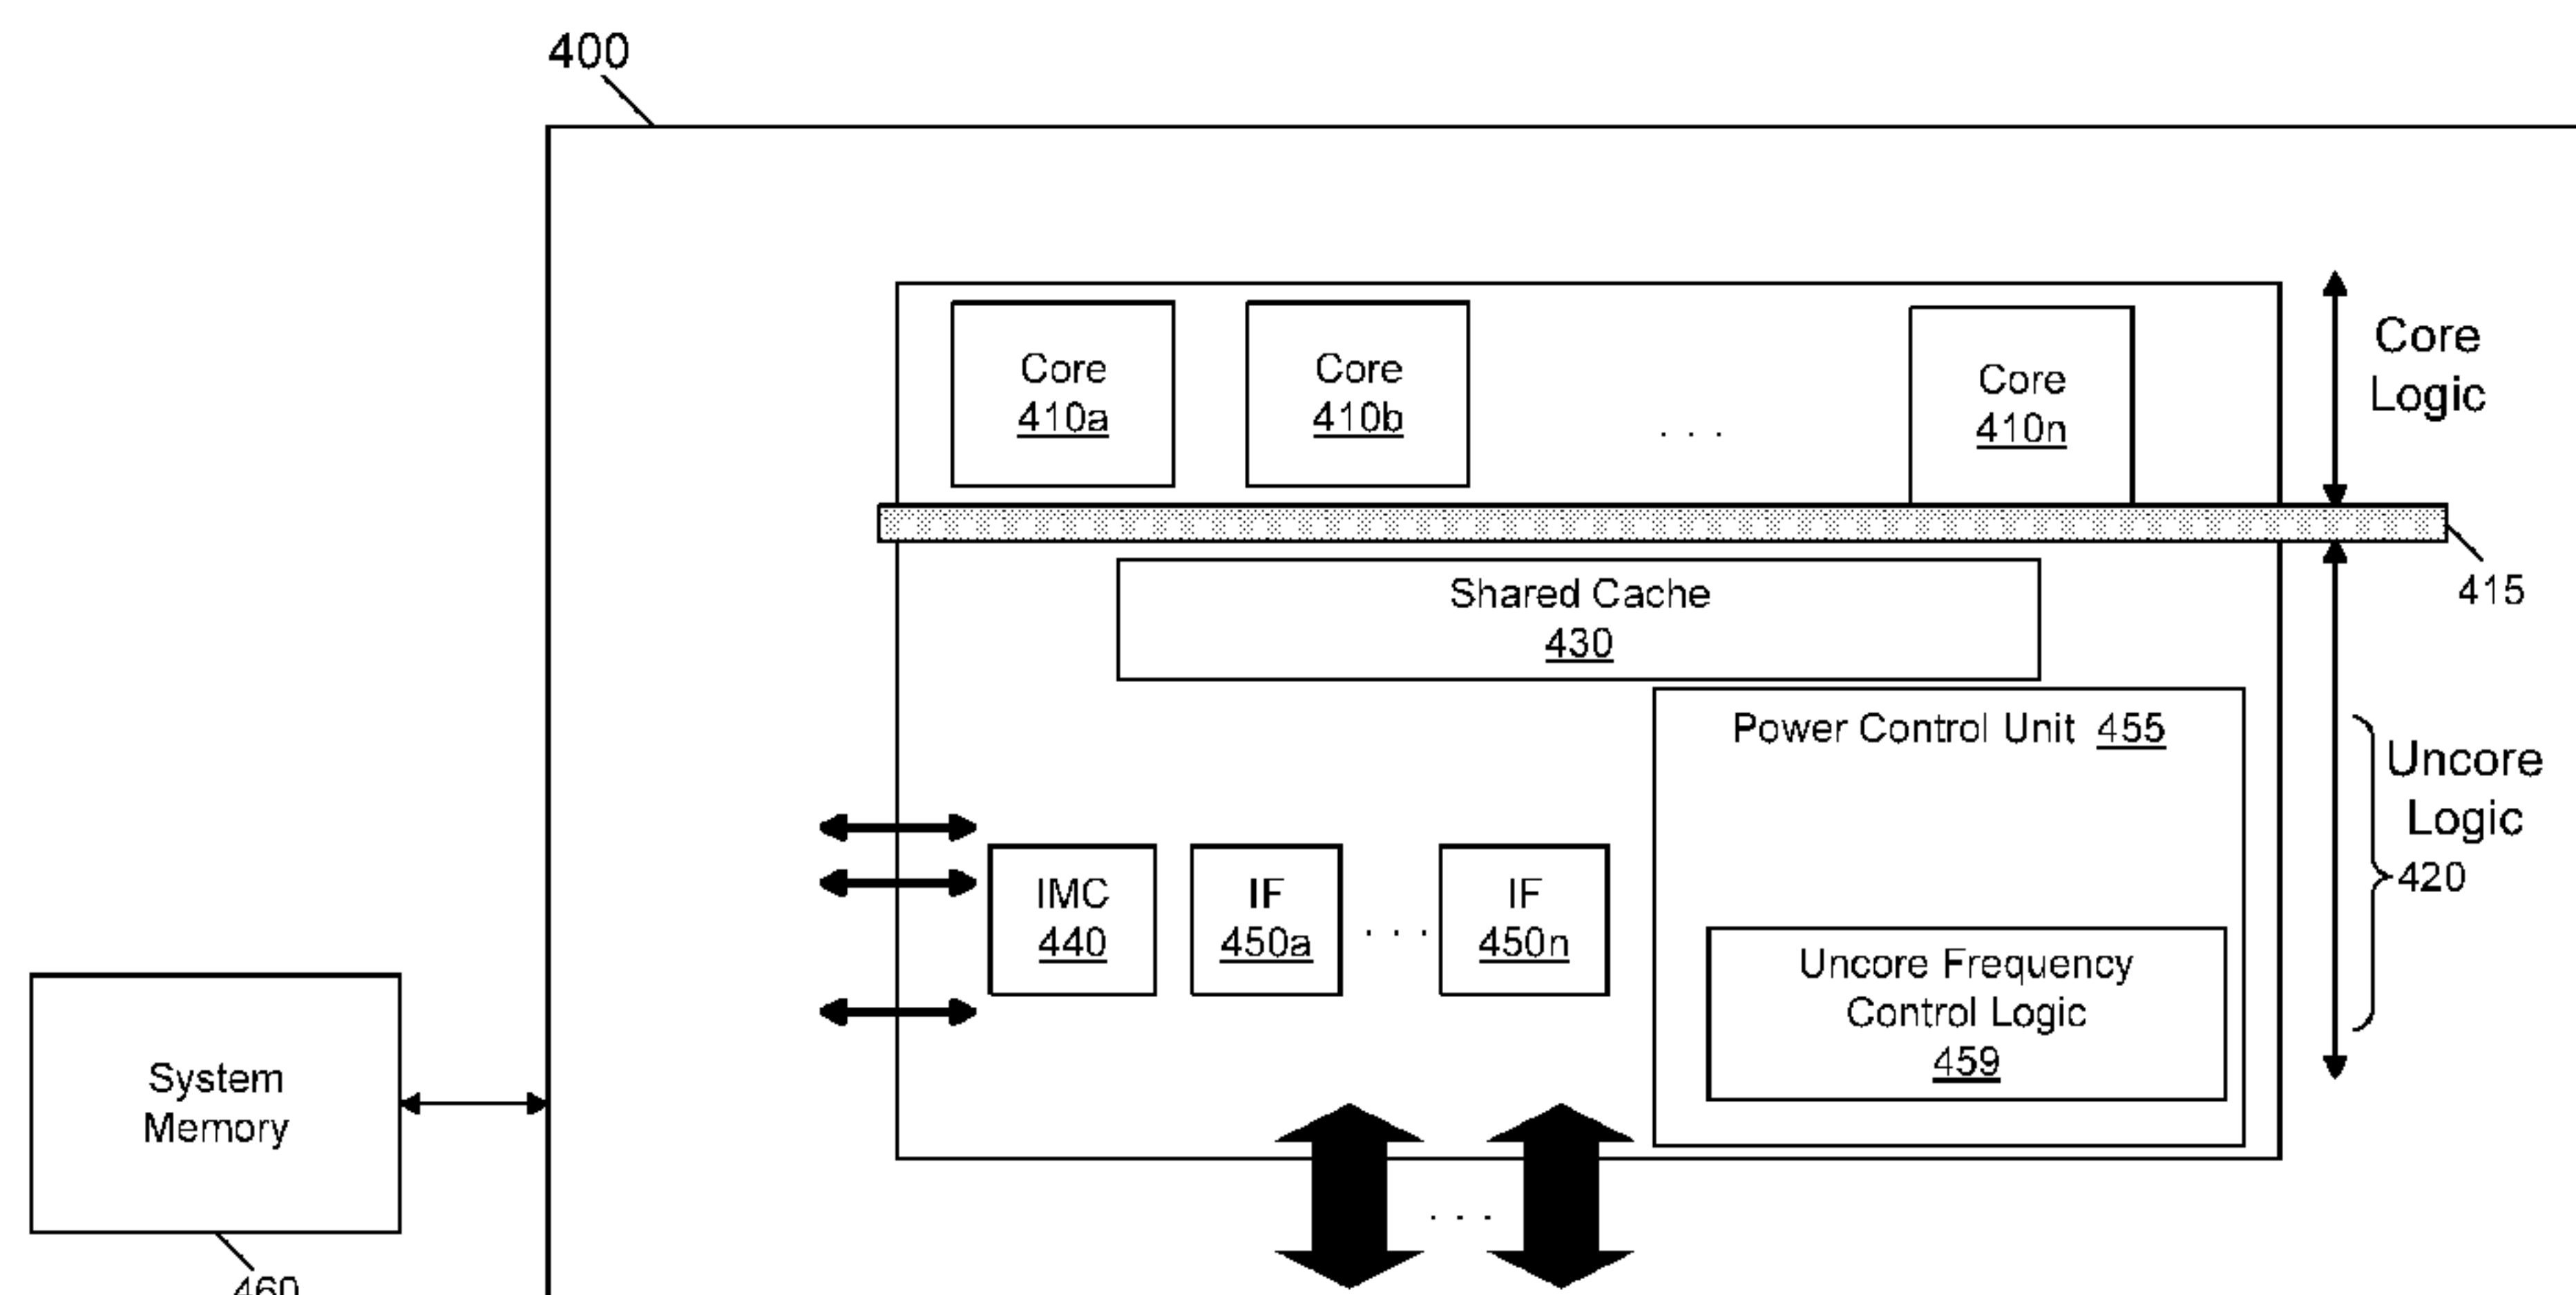 400
Core
410a
Core
410b
. . .
Core
410n
Core
Logic
415
Shared Cache
430
Power Control Unit 455
Uncore
Logic
420
IMC
440
IF
450a
. . .
IF
450n
Uncore Frequency
Control Logic
459
System
Memory
460
. . .